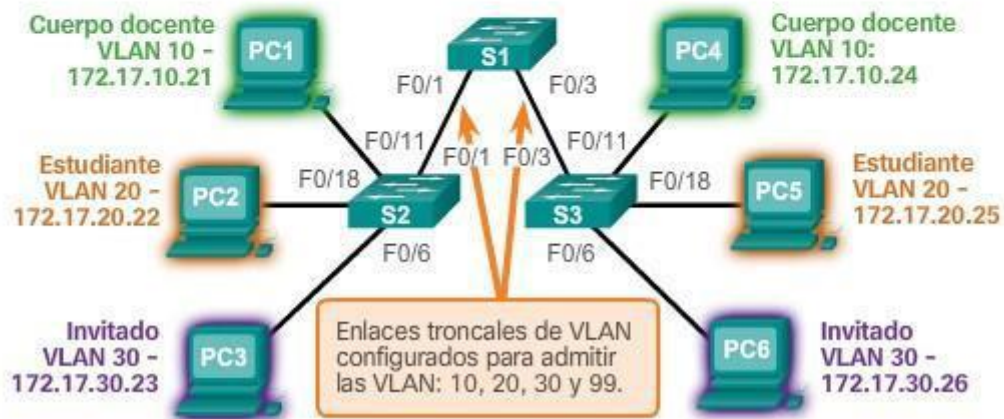 Cuerpo docente
VLAN 10 -
172.17.10.21
PC1
S1
PC4
Cuerpo docente
VLAN 10:
172.17.10.24
F0/1
F0/3
F0/11
F0/1
F0/3
F0/11
Estudiante
VLAN 20 -
172.17.20.22
PC2
F0/18
S2
S3
F0/18
PC5
Estudiante
VLAN 20 -
172.17.20.25
F0/6
F0/6
Invitado
VLAN 30 -
172.17.30.23
PC3
Enlaces troncales de VLAN
configurados para admitir
las VLAN: 10, 20, 30 y 99.
PC6
Invitado
VLAN 30 -
172.17.30.26